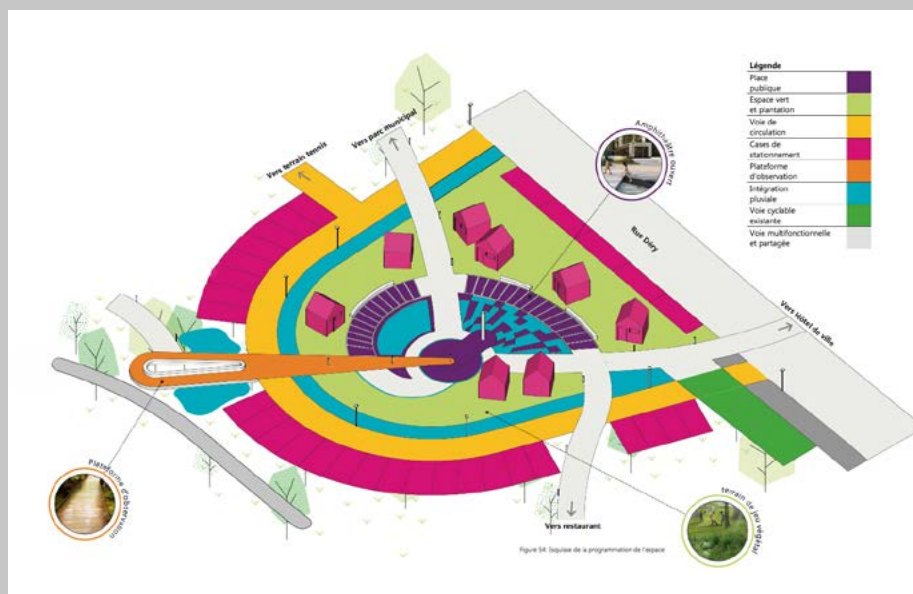 Légende
Place
publique
Espace vert
et plantation
Voie de
circulation
Cases de
stationnement
Plateforme
d'observation
Intégration
pluviale
Voie cyclable
existante
Voie multifonctionnelle
et partagée
Amphithéâtre ouvert
Vers parc municipal
Vers terrain tennis
Rue Déry
Vers Hôtel de ville
Plateforme d'observation
Vers restaurant
terrain de jeu végétal
Figure 54: Esquisse de la programmation de l'espace